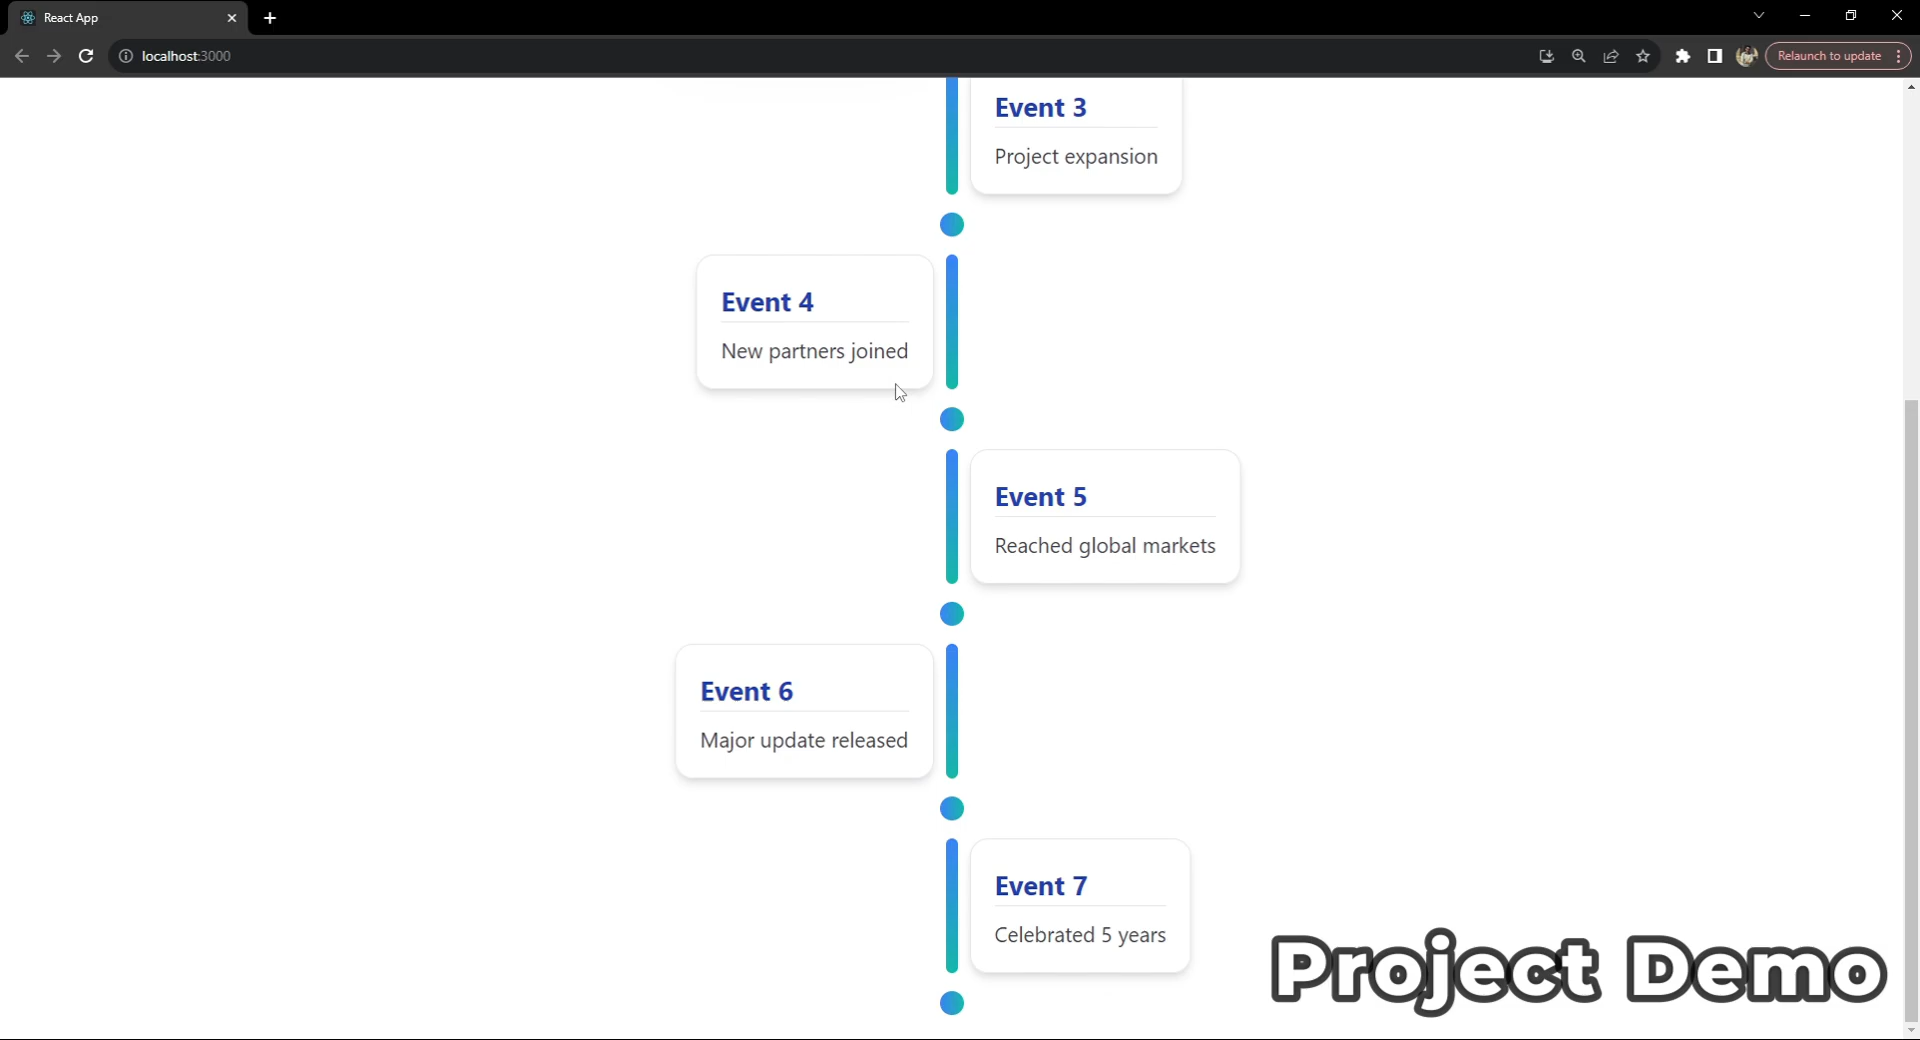 React App
localhost:3000
Relaunch to update
Event 3
Project expansion
Event 4
New partners joined
Event 5
Reached global markets
Event 6
Major update released
Event 7
Celebrated 5 years
Project Demo